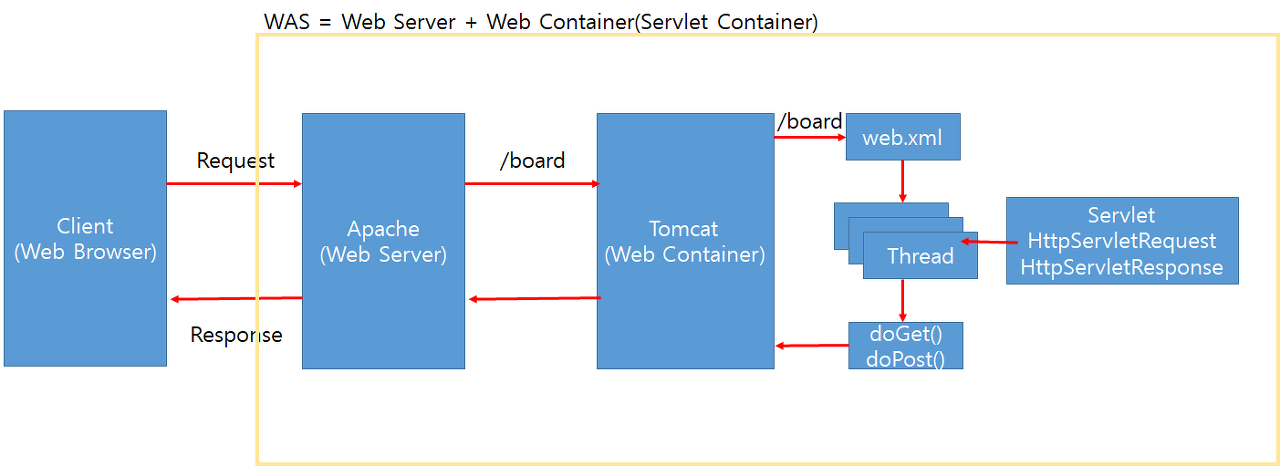 WAS = Web Server + Web Container(Servlet Container)
Client
(Web Browser)
Request
Response
Apache
(Web Server)
/board
Tomcat
(Web Container)
/board
web.xml
Thread
Servlet
HttpServletRequest
HttpServletResponse
doGet()
doPost()